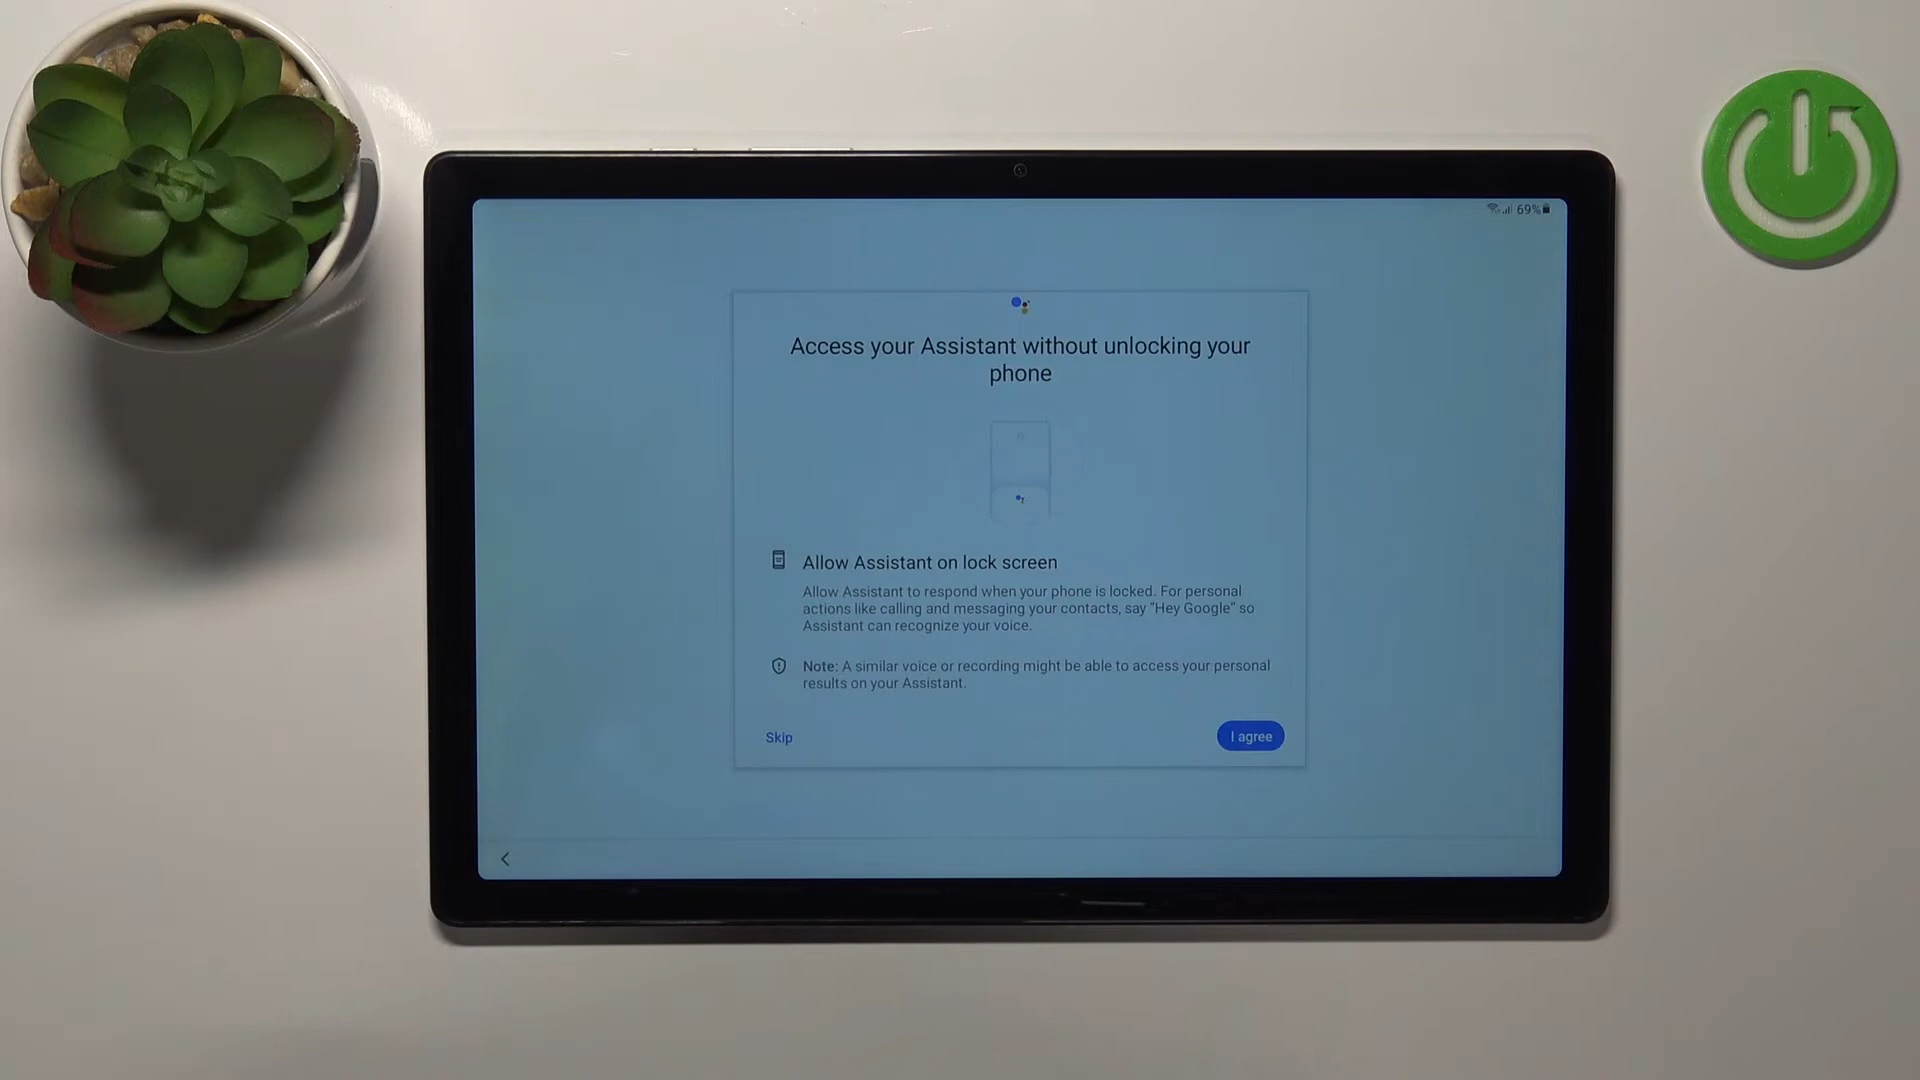 69%
Access your Assistant without unlocking your
phone
Allow Assistant on lock screen
Allow Assistant to respond when your phone is locked. For personal
actions like calling and messaging your contacts, say “Hey Google” so
Assistant can recognize your voice.
Note: A similar voice or recording might be able to access your personal
results on your Assistant.
Skip
I agree